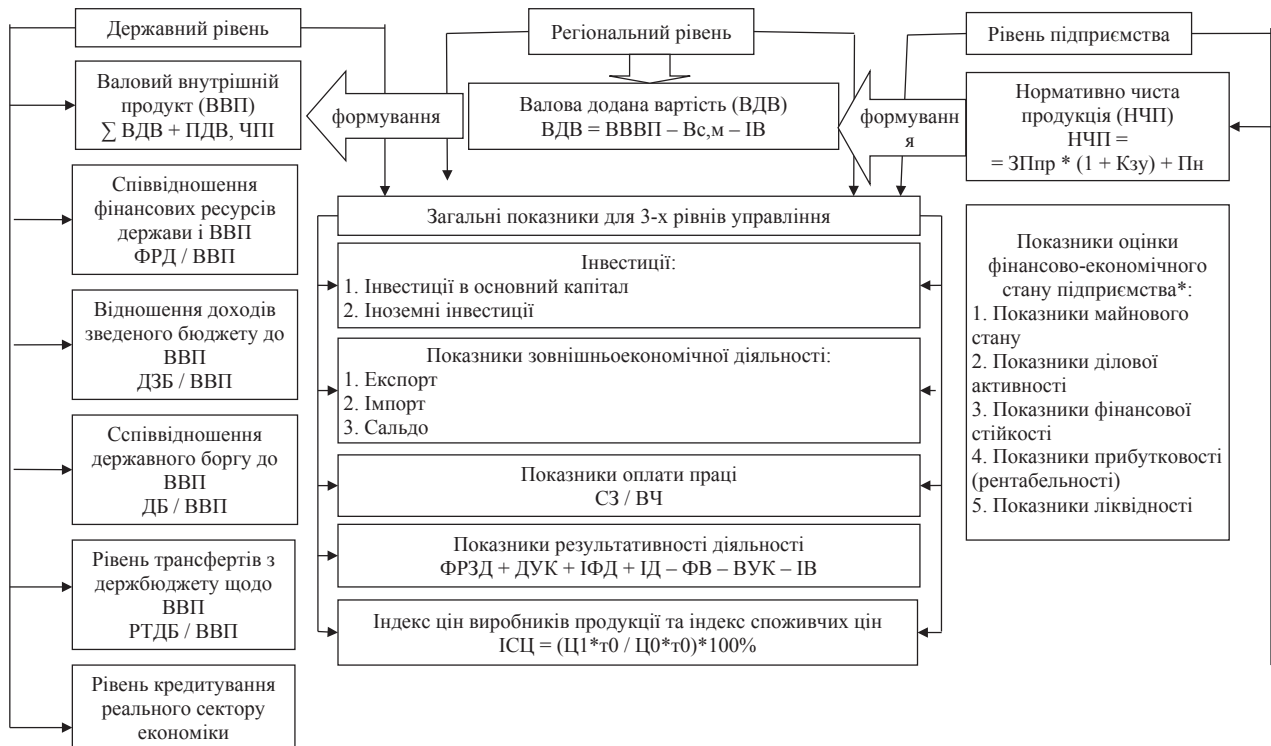 Державний рівень
Регіональний рівень
Рівень підприємства
Валовий внутрішній
продукт (ВВП)
∑ ВДВ + ПДВ, ЧПІ
формування
Валова додана вартість (ВДВ)
ВДВ = ВВВП – Вс,м – ІВ
формуванн
я
Нормативно чиста
продукція (НЧП)
НЧП =
= ЗПпр * (1 + Кзу) + Пн
Співвідношення
фінансових ресурсів
держави і ВВП
ФРД / ВВП
Відношення доходів
зведеного бюджету до
ВВП
ДЗБ / ВВП
Сспіввідношення
державного боргу до
ВВП
ДБ / ВВП
Рівень трансфертів з
держбюджету щодо
ВВП
РТДБ / ВВП
Рівень кредитування
реального сектору
економіки
Загальні показники для 3-х рівнів управління
Інвестиції:
1. Інвестиції в основний капітал
2. Іноземні інвестиції
Показники зовнішньоекономічної діяльності:
1. Експорт
2. Імпорт
3. Сальдо
Показники оплати праці
СЗ / ВЧ
Показники результативності діяльності
ФРЗД + ДУК + ІФД + ІД – ФВ – ВУК – ІВ
Індекс цін виробників продукції та індекс споживчих цін
ІСЦ = (Ц1*т0 / Ц0*т0)*100%
Показники оцінки
фінансово-економічного
стану підприємства*:
1. Показники майнового
стану
2. Показники ділової
активності
3. Показники фінансової
стійкості
4. Показники прибутковості
(рентабельності)
5. Показники ліквідності